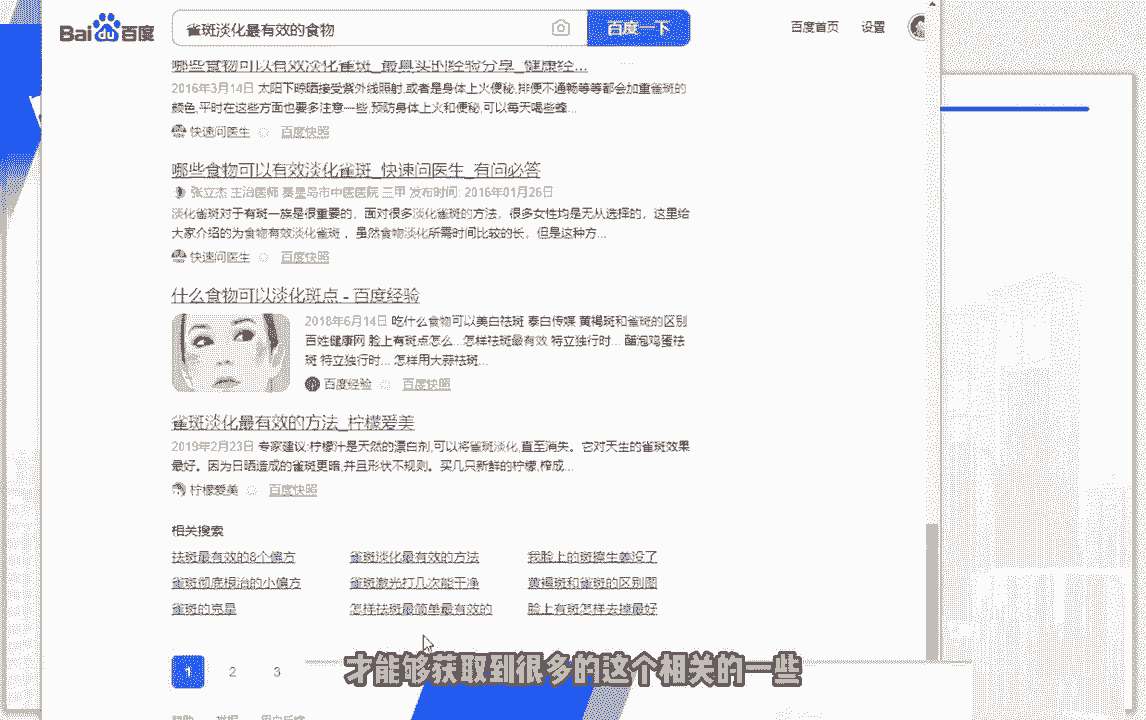 Bai du 百度
雀斑淡化最有效的食物
百度一下
百度首页 设置
哪些食物可以有效淡化雀斑_最真实的经验分享_健康经...
2016年3月14日 太阳下晾晒接受紫外线照射,或者是身体上火便秘,排便不通畅等等都会加重雀斑的
颜色,平时在这些方面也要多注意一些,预防身体上火和便秘,可以每天喝些蜂...
快速问医生 百度快照
哪些食物可以有效淡化雀斑_快速问医生_有问必答
张立杰 主治医师 秦皇岛市中医医院 三甲 发布时间: 2016年01月26日
淡化雀斑对于有斑一族是很重要的。面对很多淡化雀斑的方法。很多女性均是无从选择的，这里给
大家介绍的为食物有效淡化雀斑 ，虽然食物淡化所需时间比较的长。但是这种方...
快速问医生 百度快照
什么食物可以淡化斑点 - 百度经验
2018年6月14日 吃什么食物可以美白祛斑 泰白传媒 黄褐斑和雀斑的区别
百姓健康网 脸上有斑点怎么...怎样祛斑最有效 特立独行时... 醋泡鸡蛋祛
斑 特立独行时... 怎样用大蒜祛斑...
百度经验 百度快照
雀斑淡化最有效的方法_柠檬爱美
2019年2月23日 专家建议:柠檬汁是天然的漂白剂,可以将雀斑淡化,直至消失。它对天生的雀斑效果
最好。因为日晒造成的雀斑更暗,并且形状不规则。买几只新鲜的柠檬,榨成...
柠檬爱美 百度快照
相关搜索
祛斑最有效的8个偏方 雀斑淡化最有效的方法 我脸上的斑擦生姜没了
雀斑彻底根治的小偏方 雀斑激光打几次能干净 黄褐斑和雀斑的区别图
雀斑的克星 怎样祛斑最简单最有效的 脸上有斑怎样去掉最好
1 2 3
才能够获取到很多的这个相关的一些